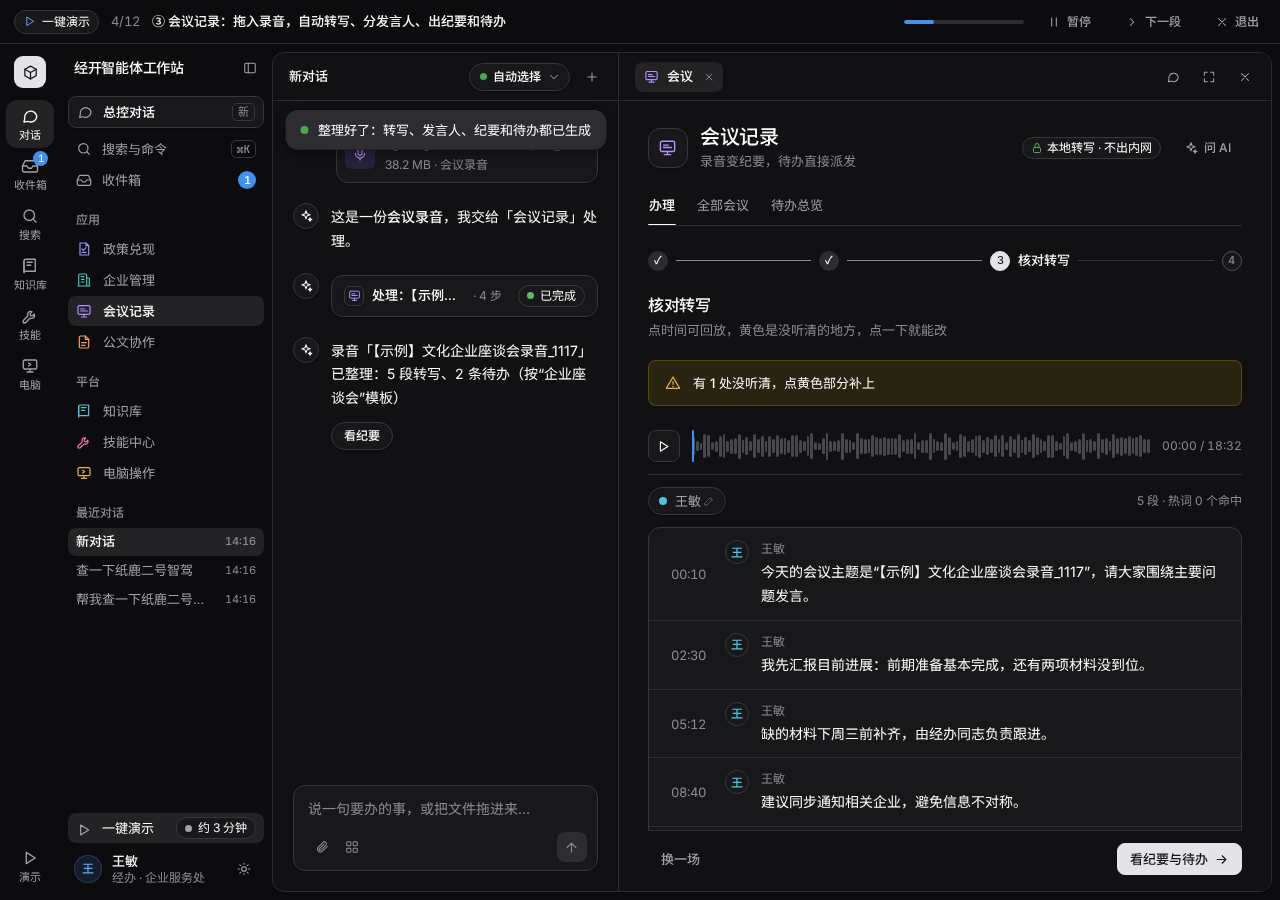 一键演示 4/12 ③ 会议记录：拖入录音，自动转写、分发言人、出纪要和待办 暂停 下一段 退出
对话
收件箱 1
搜索
知识库
技能
电脑
演示
经开智能体工作站
总控对话 新
搜索与命令 ⌘K
收件箱 1
应用
政策兑现
企业管理
会议记录
公文协作
平台
知识库
技能中心
电脑操作
最近对话
新对话 14:16
查一下纸鹿二号智驾 14:16
帮我查一下纸鹿二号... 14:16
一键演示 约 3 分钟
王 王敏
经办 · 企业服务处
新对话 自动选择
整理好了：转写、发言人、纪要和待办都已生成
38.2 MB · 会议录音
这是一份会议录音，我交给「会议记录」处
理。
处理：【示例... · 4 步 已完成
录音「【示例】文化企业座谈会录音_1117」
已整理：5 段转写、2 条待办（按“企业座
谈会”模板）
看纪要
说一句要办的事，或把文件拖进来...
会议
会议记录
录音变纪要，待办直接派发
本地转写 · 不出内网 问 AI
办理 全部会议 待办总览
3 核对转写 4
核对转写
点时间可回放，黄色是没听清的地方，点一下就能改
有 1 处没听清，点黄色部分补上
00:00 / 18:32
王敏 5 段 · 热词 0 个命中
00:10 王 王敏
今天的会议主题是“【示例】文化企业座谈会录音_1117”，请大家围绕主要问
题发言。
02:30 王 王敏
我先汇报目前进展：前期准备基本完成，还有两项材料没到位。
05:12 王 王敏
缺的材料下周三前补齐，由经办同志负责跟进。
08:40 王 王敏
建议同步通知相关企业，避免信息不对称。
换一场 看纪要与待办